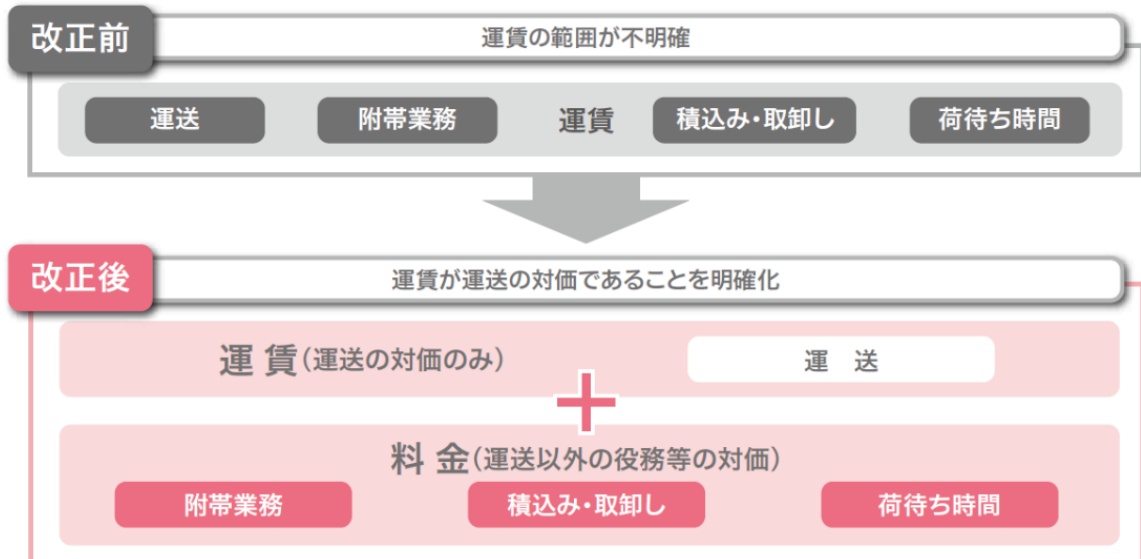 改正前
運賃の範囲が不明確
運送 附帯業務 運賃 積込み・取卸し 荷待ち時間
改正後
運賃が運送の対価であることを明確化
運 賃(運送の対価のみ) 運 送
+
料 金(運送以外の役務等の対価)
附帯業務 積込み・取卸し 荷待ち時間